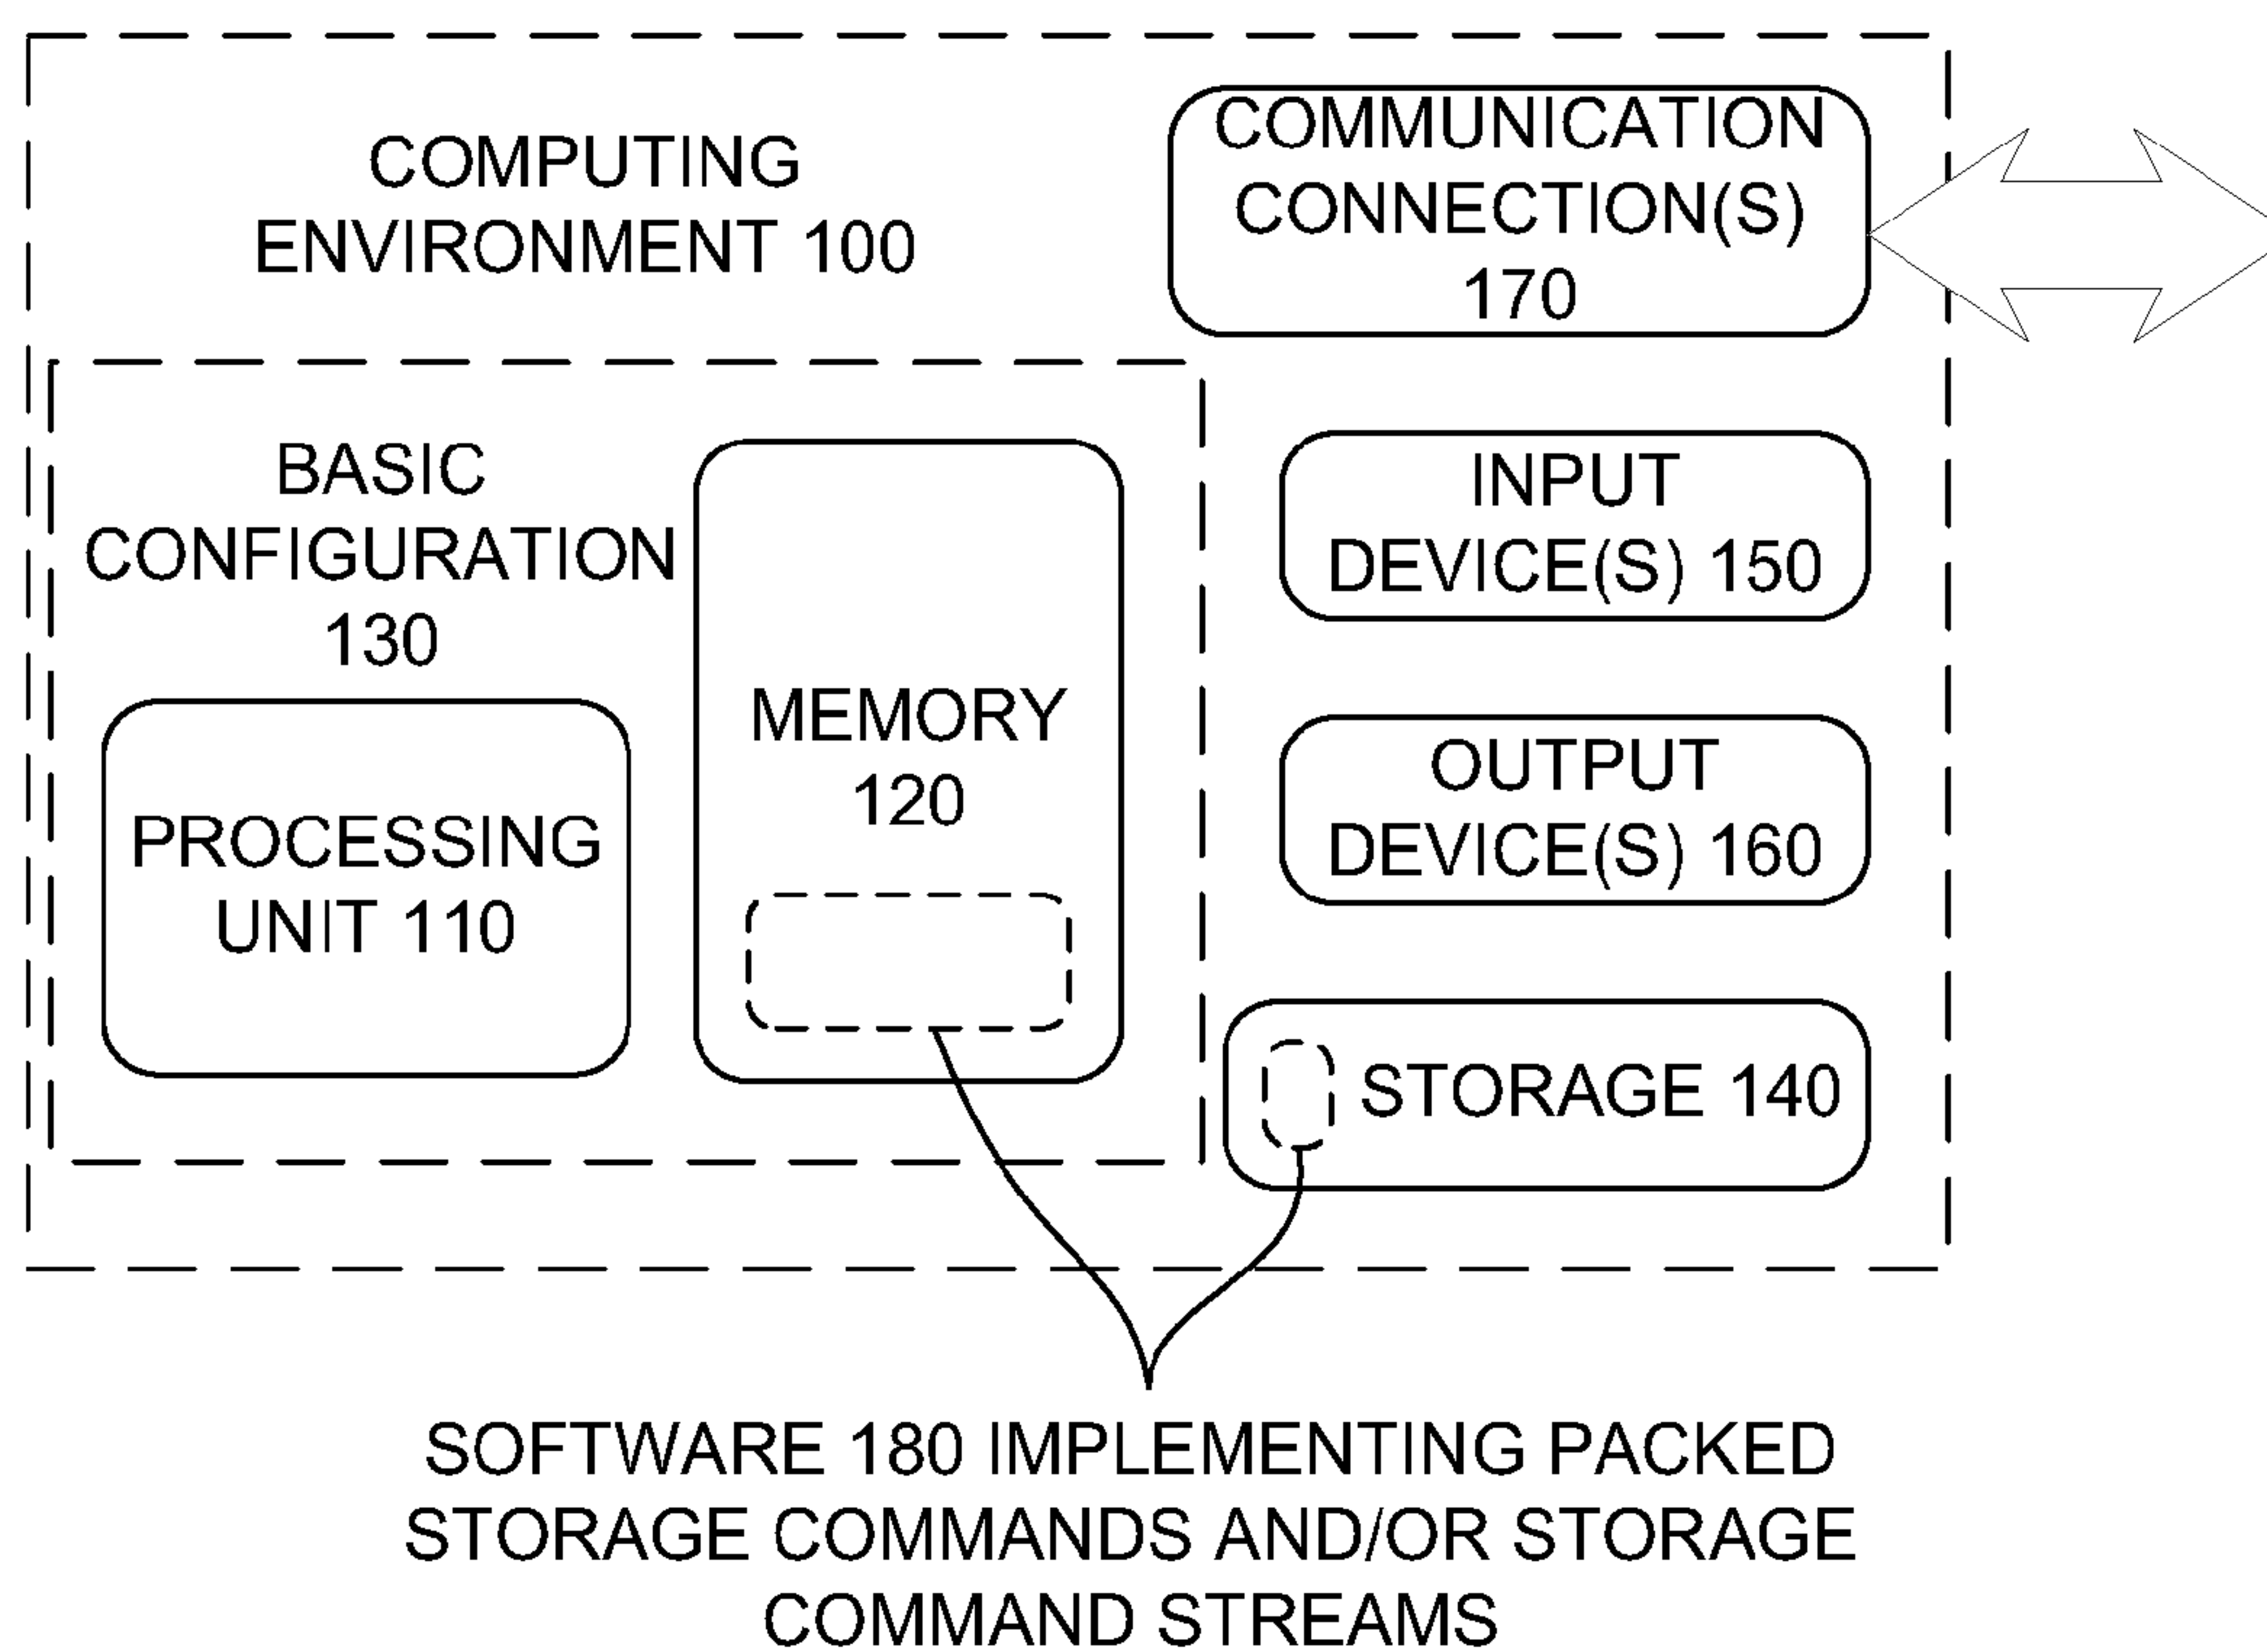 COMPUTING
ENVIRONMENT 100
COMMUNICATION
CONNECTION(S)
170
BASIC
CONFIGURATION
130
PROCESSING
UNIT 110
MEMORY
120
INPUT
DEVICE(S) 150
OUTPUT
DEVICE(S) 160
STORAGE 140
SOFTWARE 180 IMPLEMENTING PACKED
STORAGE COMMANDS AND/OR STORAGE
COMMAND STREAMS